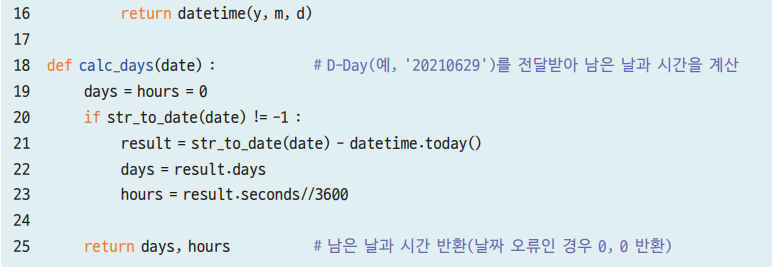 16 return datetime(y, m, d)
17
18 def calc_days(date) : # D-Day(예, '20210629')를 전달받아 남은 날과 시간을 계산
19 days = hours = 0
20 if str_to_date(date) != -1 :
21 result = str_to_date(date) - datetime.today()
22 days = result.days
23 hours = result.seconds//3600
24
25 return days, hours # 남은 날과 시간 반환(날짜 오류인 경우 0, 0 반환)